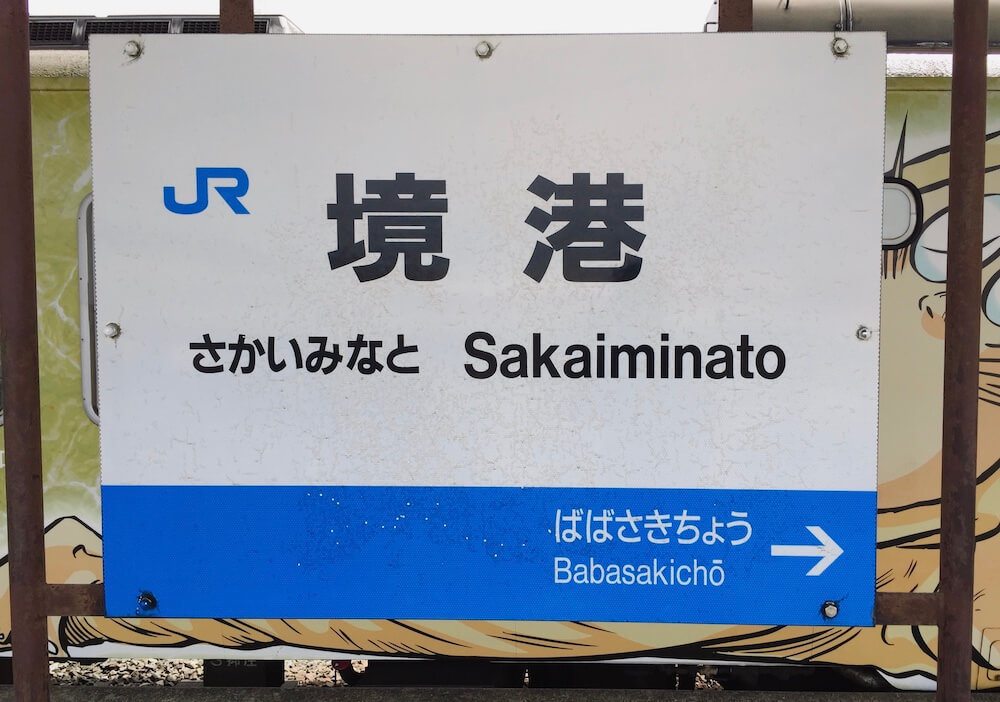 JR
境港
さかいみなと Sakaiminato
ばばさきちょう →
Babasakichō